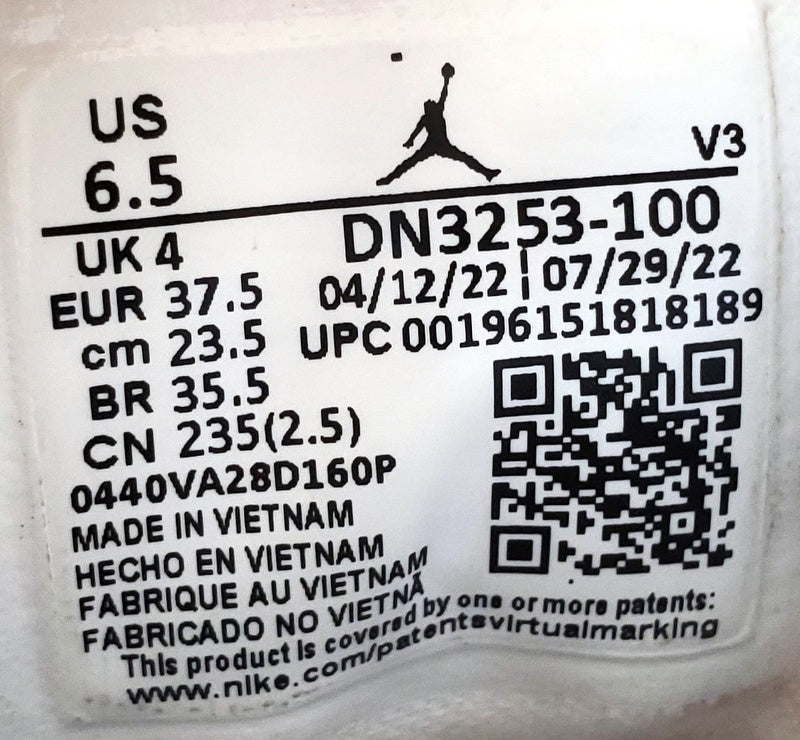 US
6.5
V3
UK 4
DN3253-100
EUR 37.5
04/12/22 | 07/29/22
cm 23.5
UPC 00196151818189
BR 35.5
CN 235(2.5)
0440VA28D160P
MADE IN VIETNAM
HECHO EN VIETNAM
FABRIQUE AU VIETNAM
FABRICADO NO VIETNÃ
This product is covered by one or more patents:
www.nike.com/patentsvirtualmarking